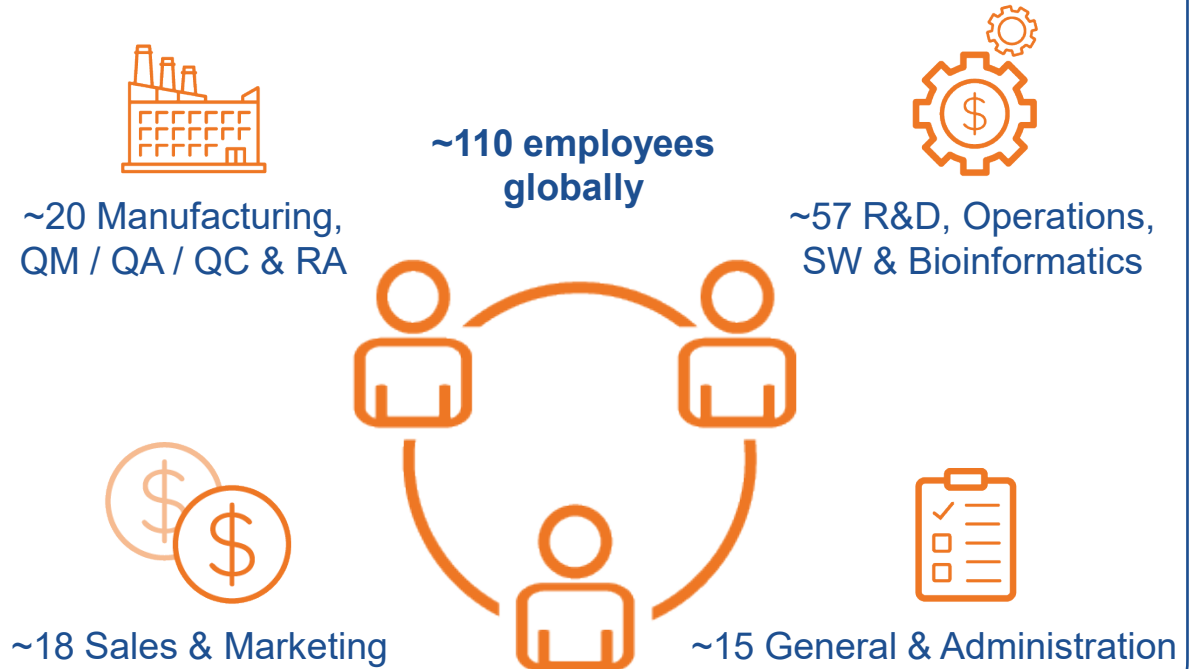 ~110 employees
globally
~20 Manufacturing,
QM / QA / QC & RA
~57 R&D, Operations,
SW & Bioinformatics
$
$
$
~18 Sales & Marketing
~15 General & Administration